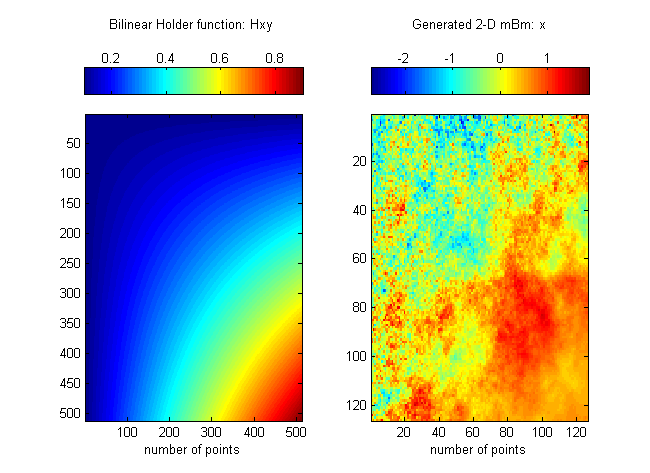 Bilinear Holder function: Hxy
0.2 0.4 0.6 0.8
50
100
150
200
250
300
350
400
450
500
100 200 300 400 500
number of points
Generated 2-D mBm: x
-2 -1 0 1
20
40
60
80
100
120
20 40 60 80 100 120
number of points